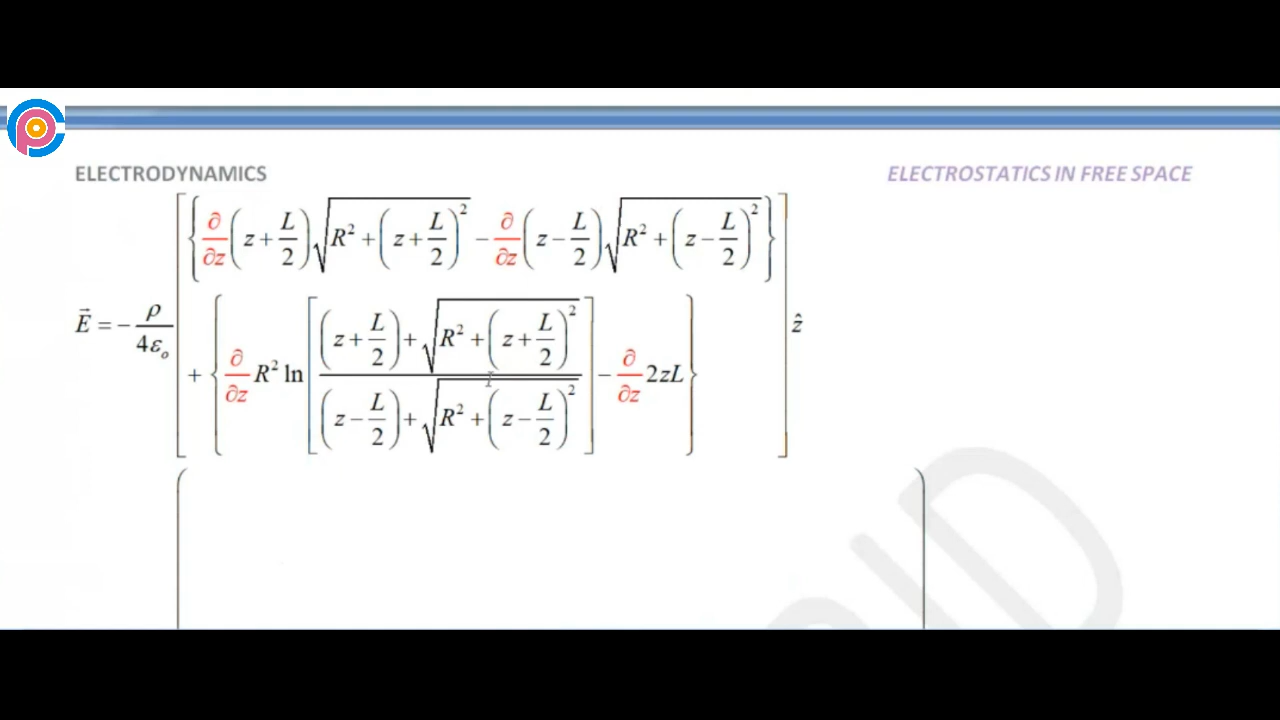 ELECTRODYNAMICS ELECTROSTATICS IN FREE SPACE
{∂/∂z (z + L/2) √(R² + (z + L/2)²) − ∂/∂z (z − L/2) √(R² + (z − L/2)²)}
E⃗ = − ρ/4εₒ [ ] ẑ
+ {∂/∂z R² ln [((z + L/2) + √(R² + (z + L/2)²)) / ((z − L/2) + √(R² + (z − L/2)²))] − ∂/∂z 2zL}